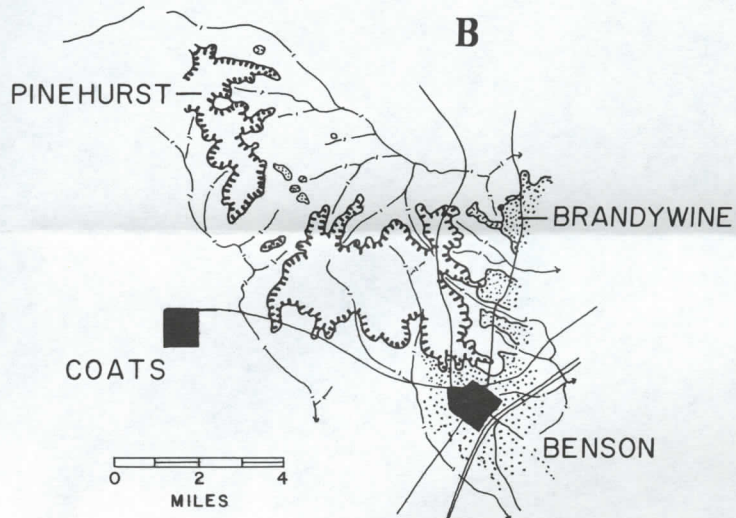 B
PINEHURST
BRANDYWINE
COATS
BENSON
0 2 4
MILES